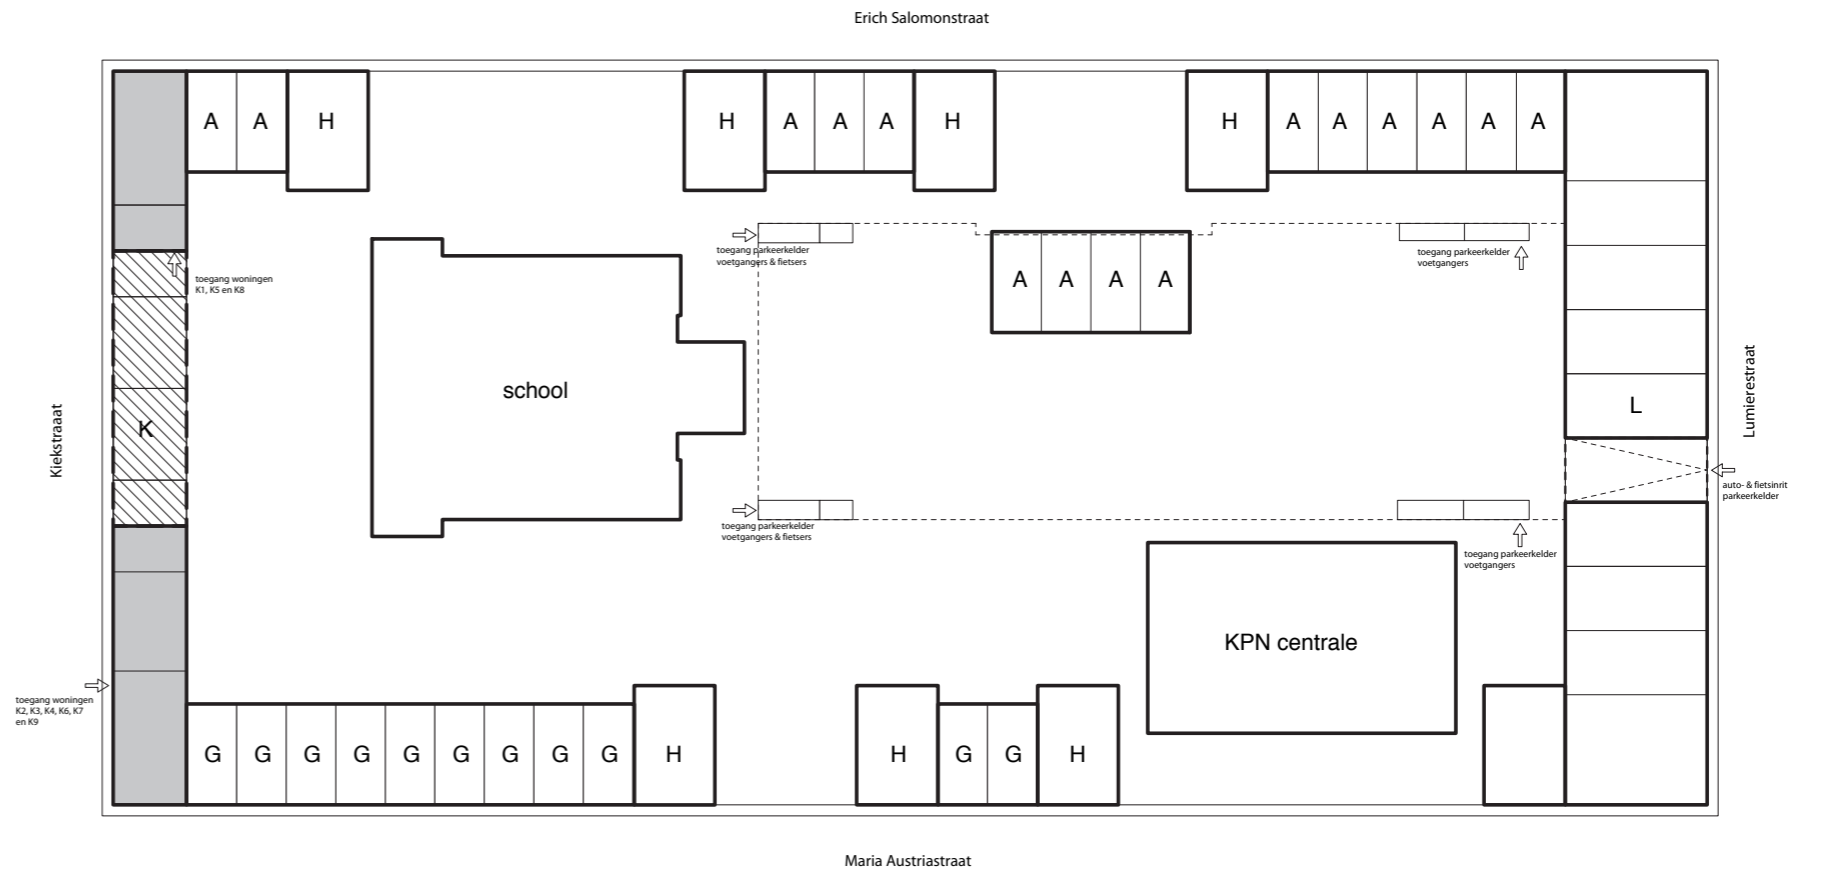 Erich Salomonstraat
A A H
H A A A H
H A A A A A A
toegang parkeerkelder
voetgangers & fietsers
toegang parkeerkelder
voetgangers
toegang woningen
K1, K5 en K8
A A A A
school
K
L
Kiekstraat
Lumierestraat
auto- & fietsinrit
parkeerkelder
toegang parkeerkelder
voetgangers & fietsers
toegang parkeerkelder
voetgangers
KPN centrale
toegang woningen
K2, K3, K4, K6, K7
en K9
G G G G G G G G G H
H G G H
Maria Austriastraat